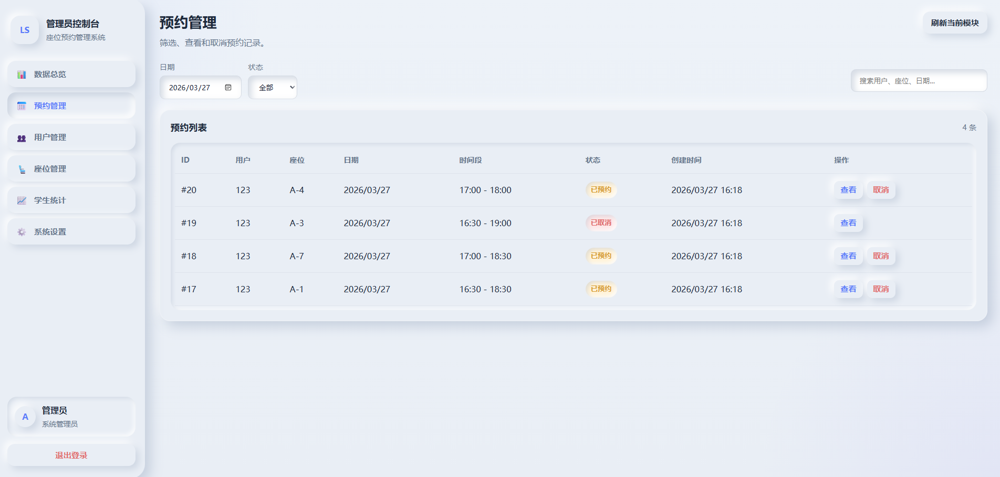 LS
管理员控制台
座位预约管理系统
数据总览
预约管理
用户管理
座位管理
学生统计
系统设置
A
管理员
系统管理员
退出登录
预约管理
筛选、查看和取消预约记录。
刷新当前模块
日期 状态
2026/03/27 全部
搜索用户、座位、日期...
预约列表 4 条
ID 用户 座位 日期 时间段 状态 创建时间 操作
#20 123 A-4 2026/03/27 17:00 - 18:00 已预约 2026/03/27 16:18 查看 取消
#19 123 A-3 2026/03/27 16:30 - 19:00 已取消 2026/03/27 16:18 查看
#18 123 A-7 2026/03/27 17:00 - 18:30 已预约 2026/03/27 16:18 查看 取消
#17 123 A-1 2026/03/27 16:30 - 18:30 已预约 2026/03/27 16:18 查看 取消